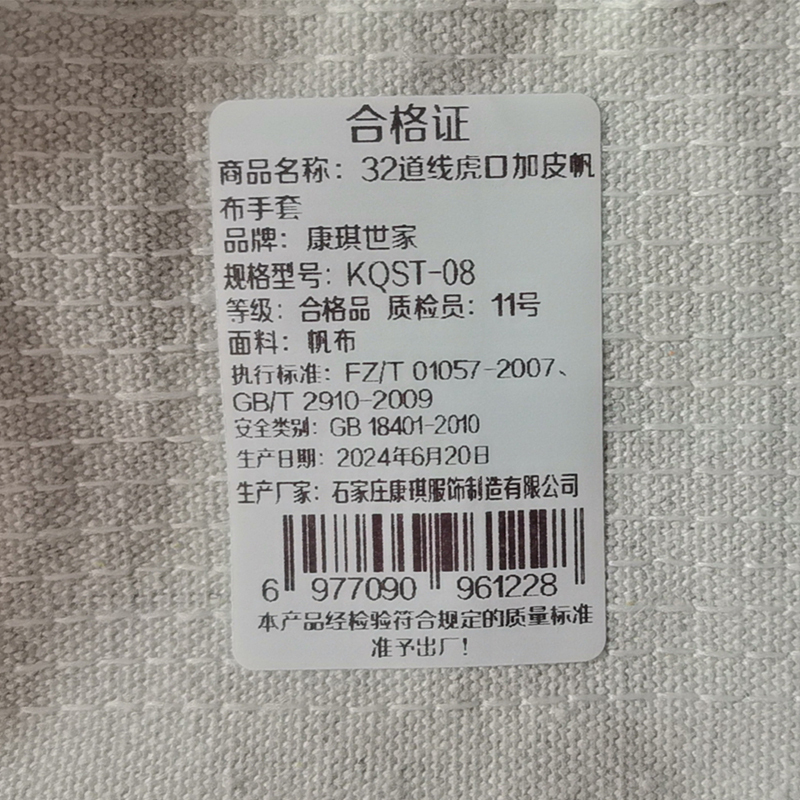 合格证
商品名称：32道线虎口加皮帆
布手套
品牌：康琪世家
规格型号：KQST-08
等级：合格品 质检员：11号
面料：帆布
执行标准：FZ/T 01057-2007、
GB/T 2910-2009
安全类别：GB 18401-2010
生产日期：2024年6月20日
生产厂家：石家庄康琪服饰制造有限公司
6 977090 961228
本产品经检验符合规定的质量标准
准予出厂！